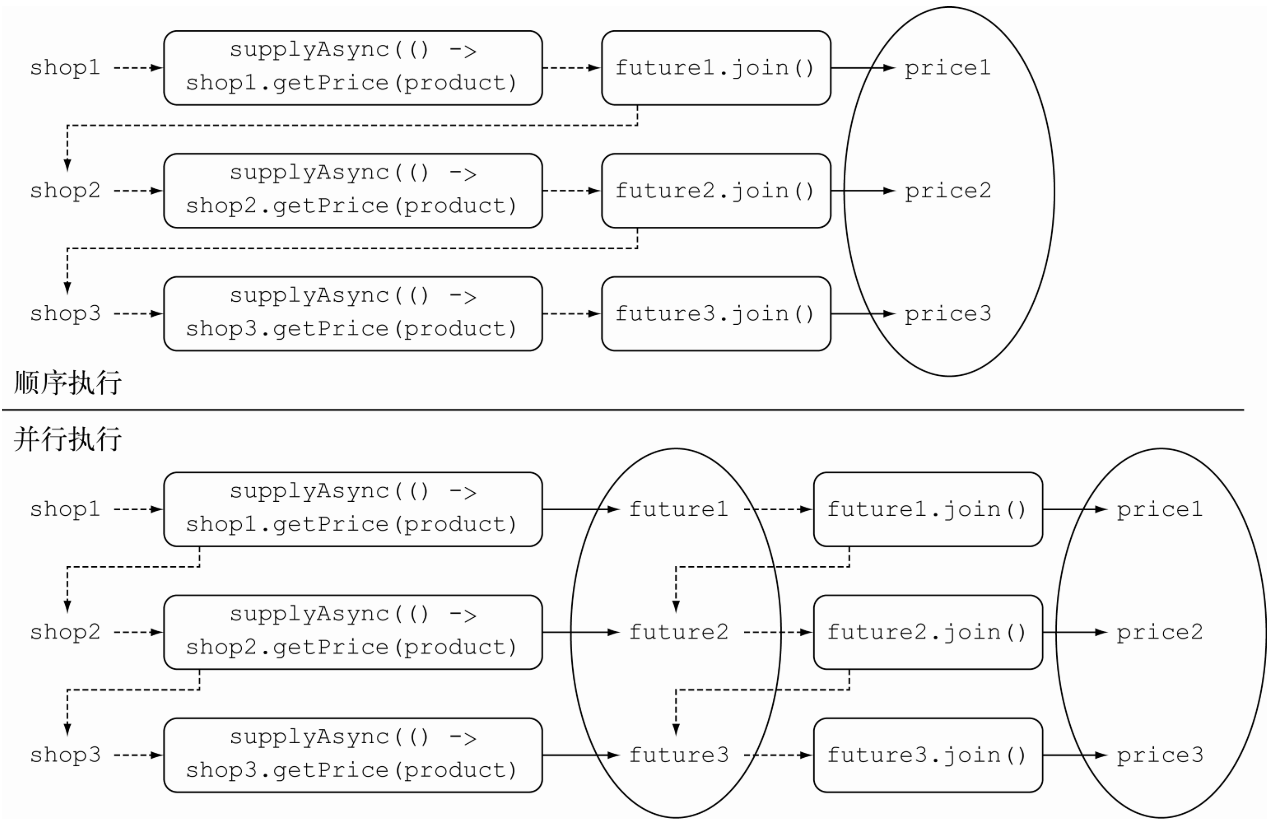 shop1
supplyAsync(() ->
shop1.getPrice(product)
future1.join()
price1
shop2
supplyAsync(() ->
shop2.getPrice(product)
future2.join()
price2
shop3
supplyAsync(() ->
shop3.getPrice(product)
future3.join()
price3
顺序执行
并行执行
shop1
supplyAsync(() ->
shop1.getPrice(product)
future1
future1.join()
price1
shop2
supplyAsync(() ->
shop2.getPrice(product)
future2
future2.join()
price2
shop3
supplyAsync(() ->
shop3.getPrice(product)
future3
future3.join()
price3